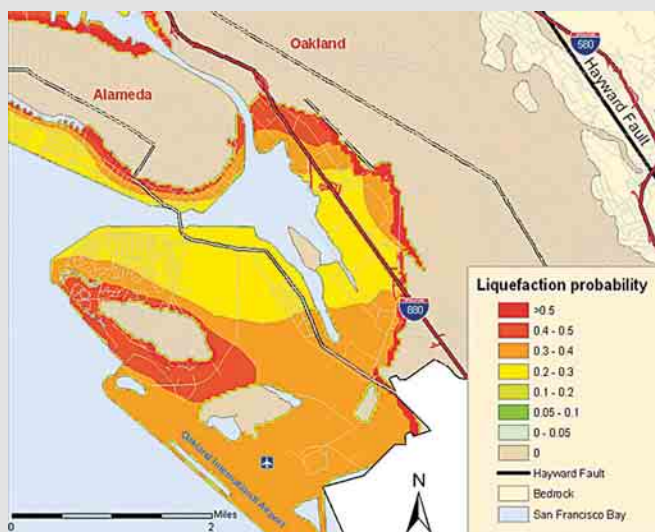 Oakland
Alameda
580
Hayward Fault
880
Liquefaction probability
>0.5
0.4 - 0.5
0.3 - 0.4
0.2 - 0.3
0.1 - 0.2
0.05 - 0.1
0 - 0.05
0
Hayward Fault
Bedrock
San Francisco Bay
Oakland International Airport
N
Miles
0
2